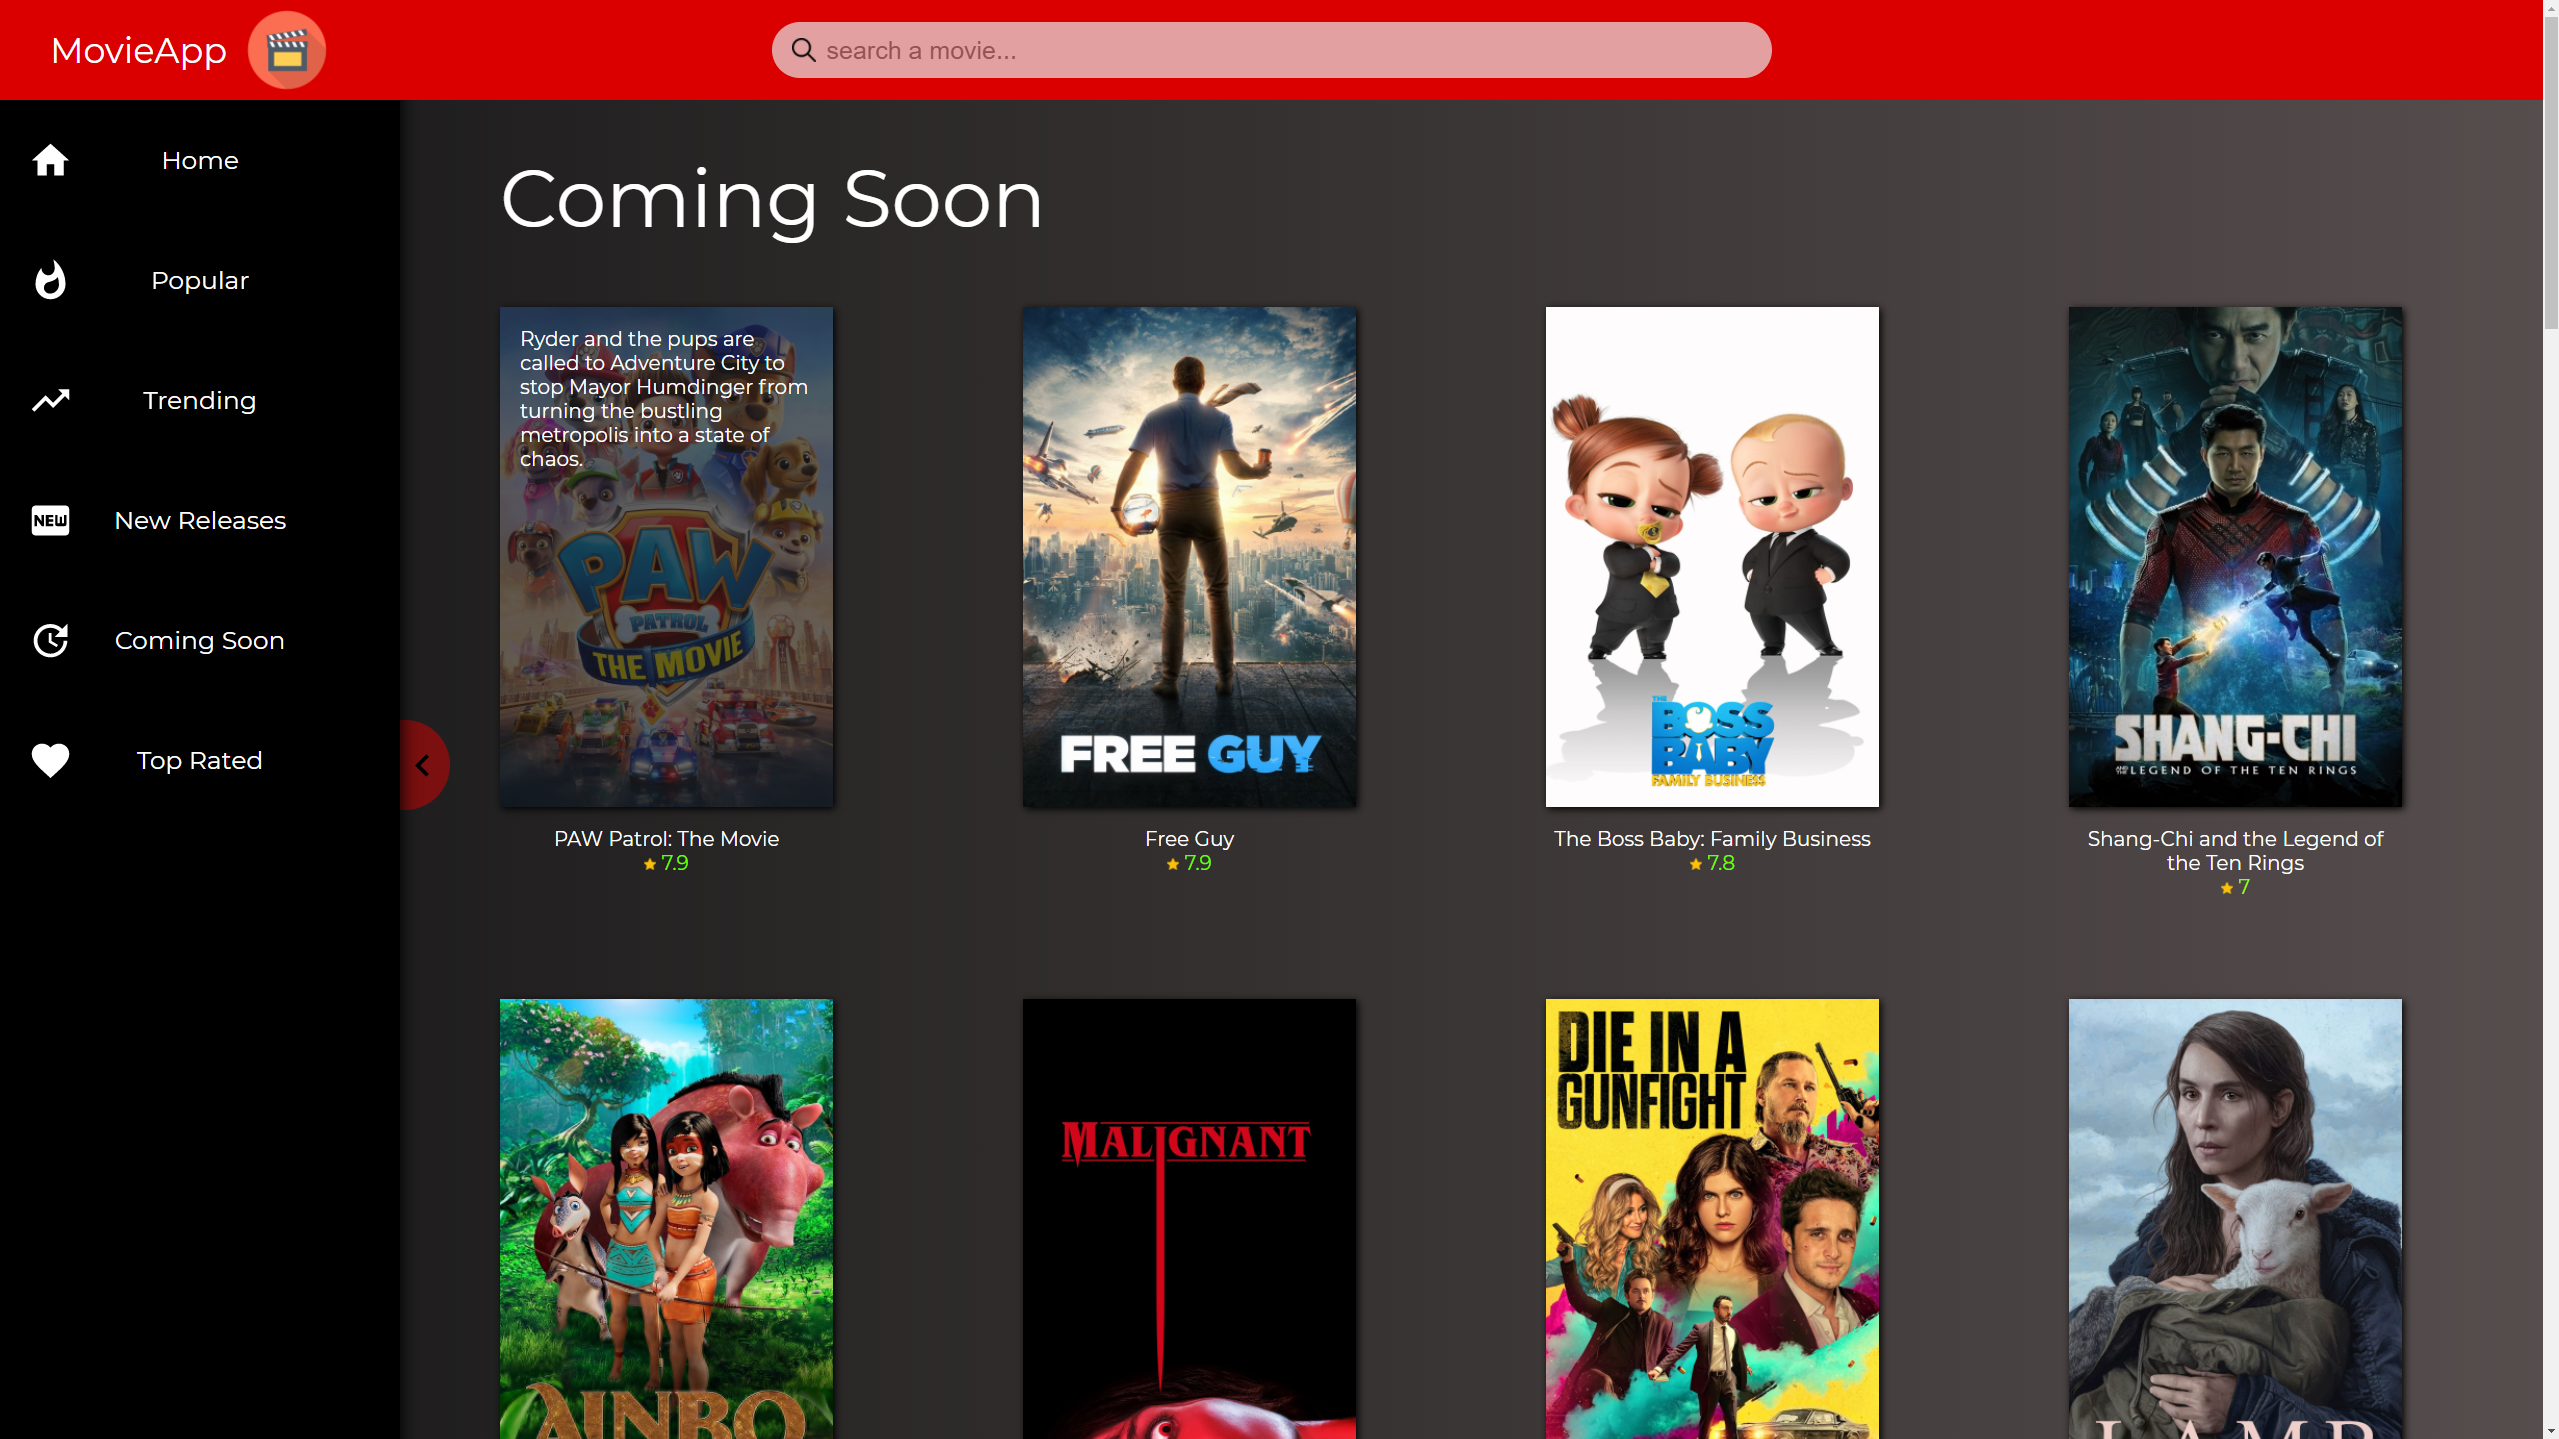 MovieApp
search a movie...
Home
Popular
Trending
NEW
New Releases
Coming Soon
Top Rated
Coming Soon
Ryder and the pups are
called to Adventure City to
stop Mayor Humdinger from
turning the bustling
metropolis into a state of
chaos.
PAW
PATROL
THE MOVIE
PAW Patrol: The Movie
7.9
FREE GUY
Free Guy
7.9
THE
BOSS
BABY
FAMILY BUSINESS
The Boss Baby: Family Business
7.8
SHANG-CHI
AND THE LEGEND OF THE TEN RINGS
Shang-Chi and the Legend of
the Ten Rings
7
AINBO
MALIGNANT
DIE IN A
GUNFIGHT
LAMB